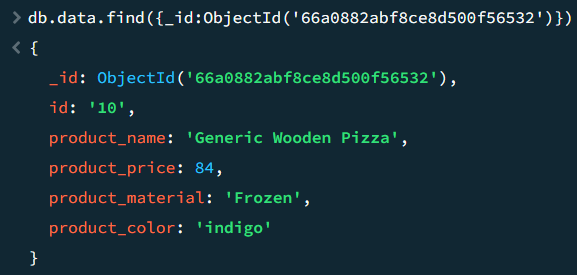 > db.data.find({_id:ObjectId('66a0882abf8ce8d500f56532')})
< {
_id: ObjectId('66a0882abf8ce8d500f56532'),
id: '10',
product_name: 'Generic Wooden Pizza',
product_price: 84,
product_material: 'Frozen',
product_color: 'indigo'
}